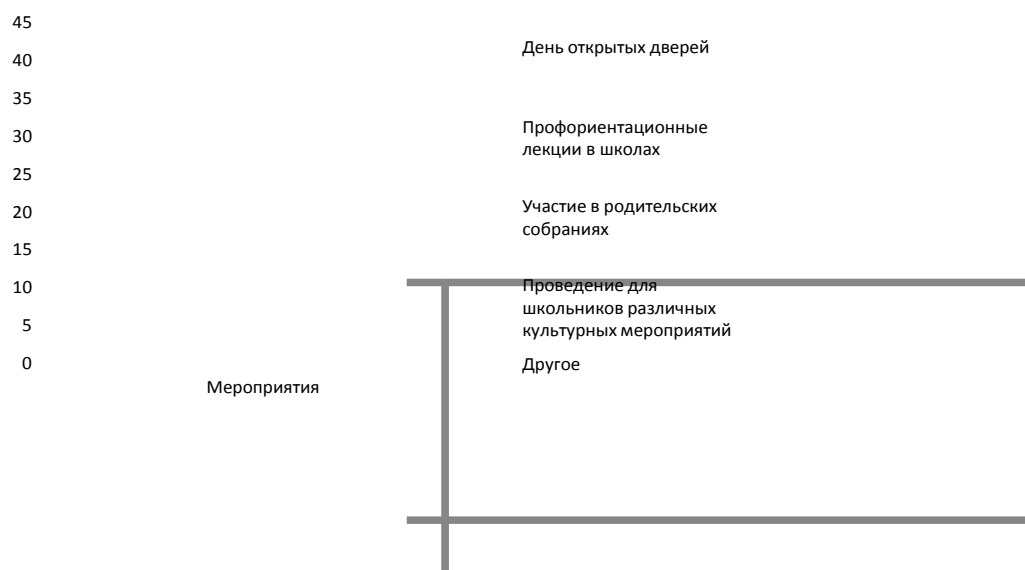 45
40
35
30
25
20
15
10
5
0
Мероприятия
День открытых дверей
Профориентационные
лекции в школах
Участие в родительских
собраниях
Проведение для
школьников различных
культурных мероприятий
Другое